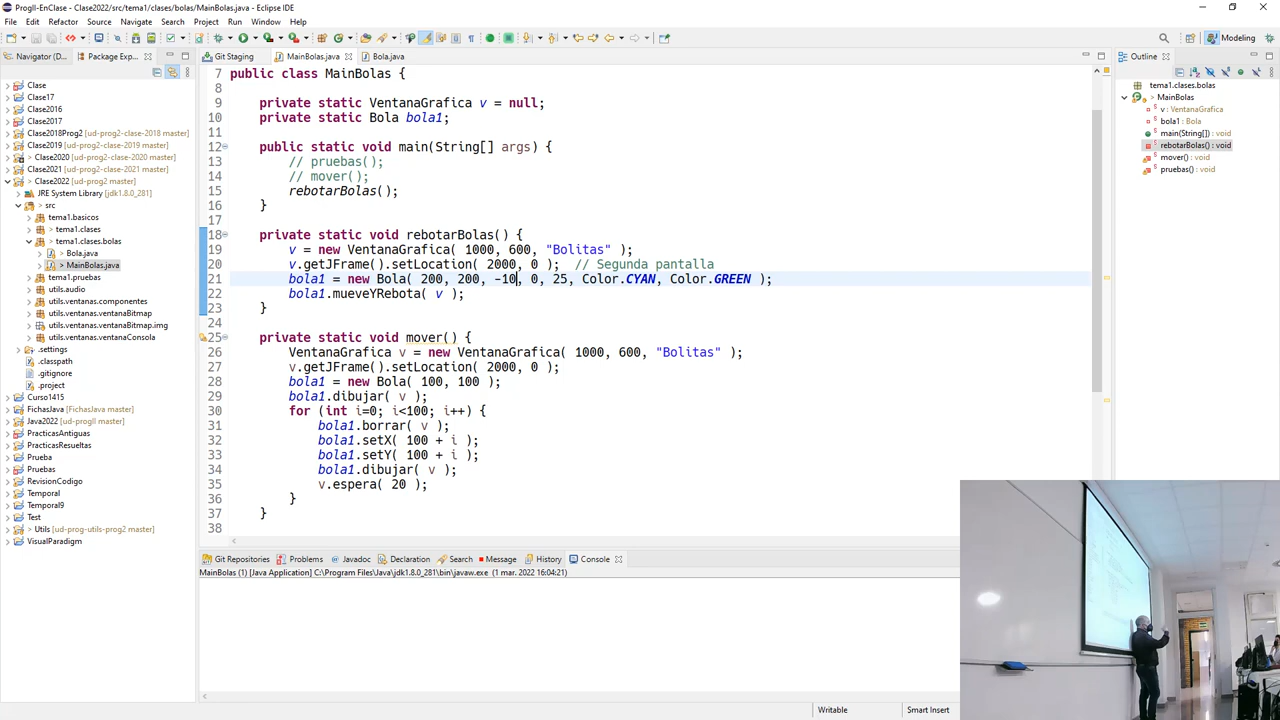 ProgII-EnClase - Clase2022/src/tema1/clases/bolas/MainBolas.java - Eclipse IDE
File Edit Refactor Source Navigate Search Project Run Window Help
Modeling
Navigator (D...
Package Exp...
Git Staging
MainBolas.java
Bola.java
Outline
Clase
Clase17
Clase2016
Clase2017
Clase2018Prog2 [ud-prog2-clase-2018 master]
Clase2019 [ud-prog2-clase-2019 master]
> Clase2020 [ud-prog2-clase-2020 master]
Clase2021 [ud-prog2-clase-2021 master]
> Clase2022 [ud-prog2 master]
JRE System Library [jdk1.8.0_281]
> src
tema1.basicos
> tema1.clases
> tema1.clases.bolas
> Bola.java
> MainBolas.java
tema1.pruebas
utils.audio
utils.ventanas.componentes
utils.ventanas.ventanaBitmap
utils.ventanas.ventanaBitmap.img
utils.ventanas.ventanaConsola
.settings
.classpath
.gitignore
.project
Curso1415
FichasJava [FichasJava master]
Java2022 [ud-progII master]
PracticasAntiguas
PracticasResueltas
Prueba
Pruebas
RevisionCodigo
Temporal
Temporal9
Test
> Utils [ud-prog-utils-prog2 master]
VisualParadigm
7 public class MainBolas {
8
9 private static VentanaGrafica v = null;
10 private static Bola bola1;
11
12 public static void main(String[] args) {
13 // pruebas();
14 // mover();
15 rebotarBolas();
16 }
17
18 private static void rebotarBolas() {
19 v = new VentanaGrafica( 1000, 600, "Bolitas" );
20 v.getJFrame().setLocation( 2000, 0 ); // Segunda pantalla
21 bola1 = new Bola( 200, 200, -10, 0, 25, Color.CYAN, Color.GREEN );
22 bola1.mueveYRebota( v );
23 }
24
25 private static void mover() {
26 VentanaGrafica v = new VentanaGrafica( 1000, 600, "Bolitas" );
27 v.getJFrame().setLocation( 2000, 0 );
28 bola1 = new Bola( 100, 100 );
29 bola1.dibujar( v );
30 for (int i=0; i<100; i++) {
31 bola1.borrar( v );
32 bola1.setX( 100 + i );
33 bola1.setY( 100 + i );
34 bola1.dibujar( v );
35 v.espera( 20 );
36 }
37 }
38
tema1.clases.bolas
> MainBolas
v : VentanaGrafica
bola1 : Bola
main(String[]) : void
rebotarBolas() : void
mover() : void
pruebas() : void
Git Repositories Problems Javadoc Declaration Search Message History Console
MainBolas (1) [Java Application] C:\Program Files\Java\jdk1.8.0_281\bin\javaw.exe (1 mar. 2022 16:04:21)
Writable
Smart Insert